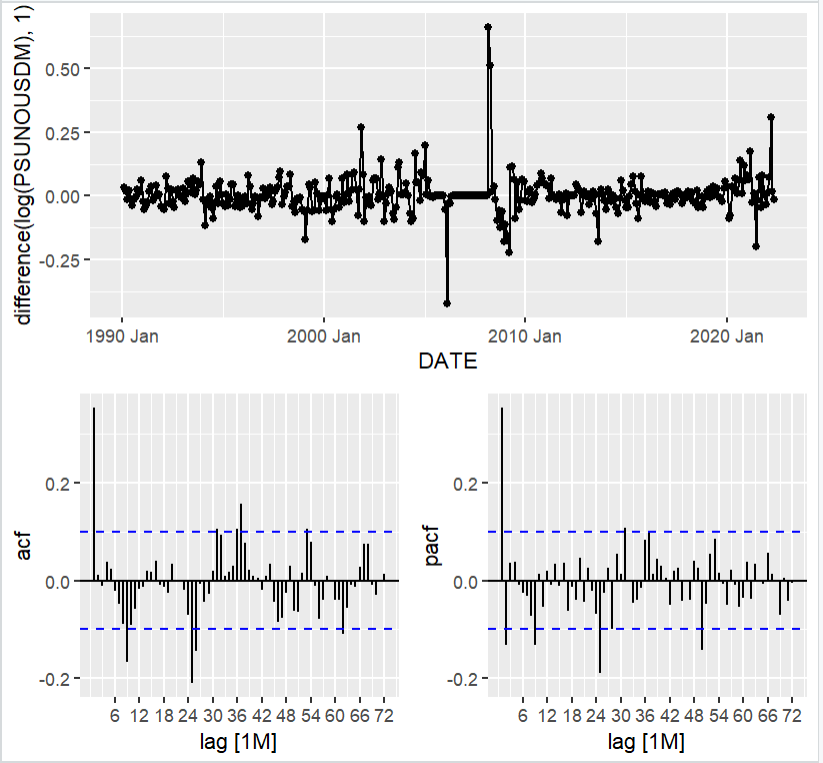 difference(log(PSUNOUSDM), 1)
0.50
0.25
0.00
-0.25
1990 Jan 2000 Jan 2010 Jan 2020 Jan
DATE
acf
0.2
0.0
-0.2
6 12 18 24 30 36 42 48 54 60 66 72
lag [1M]
pacf
0.2
0.0
-0.2
6 12 18 24 30 36 42 48 54 60 66 72
lag [1M]